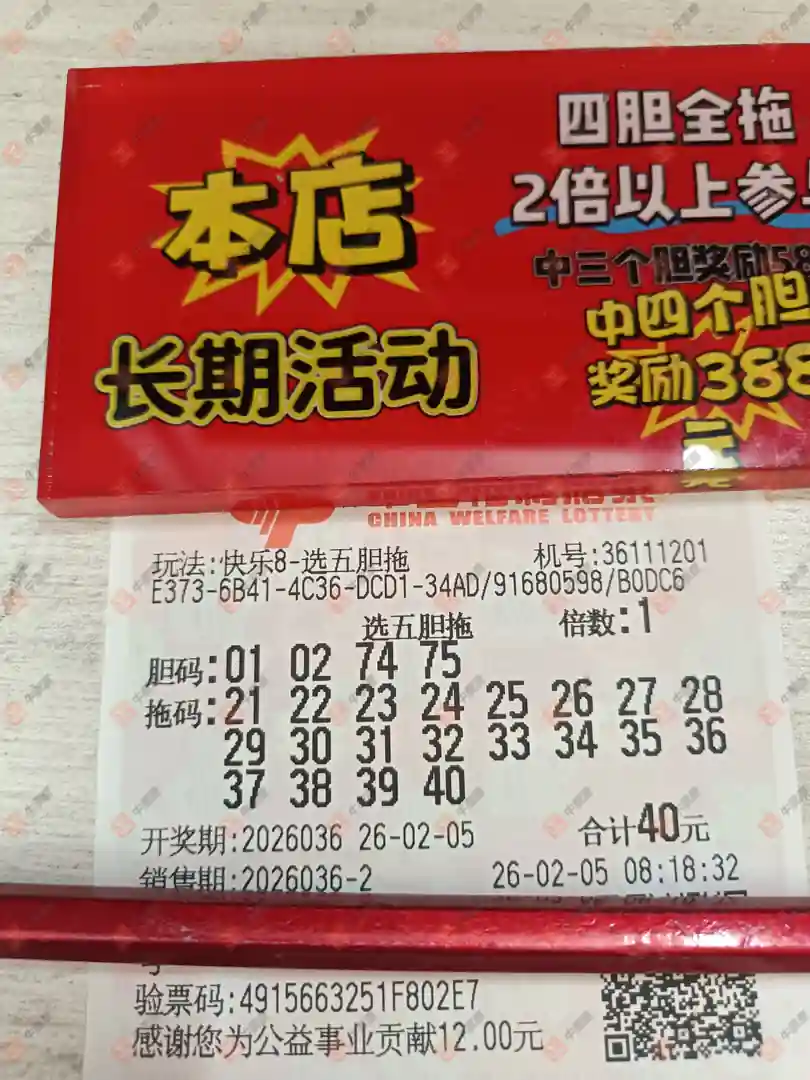 四胆全拖
本店
2倍以上参与
中三个胆奖励58
中四个胆
长期活动
奖励388
元
CHINA WELFARE LOTTERY
玩法:快乐8-选五胆拖 机号:36111201
E373-6B41-4C36-DCD1-34AD/91680598/B0DC6
选五胆拖 倍数:1
胆码:01 02 74 75
拖码:21 22 23 24 25 26 27 28
29 30 31 32 33 34 35 36
37 38 39 40
开奖期:2026036 26-02-05 合计40元
销售期:2026036-2 26-02-05 08:18:32
验票码:4915663251F802E7
感谢您为公益事业贡献12.00元